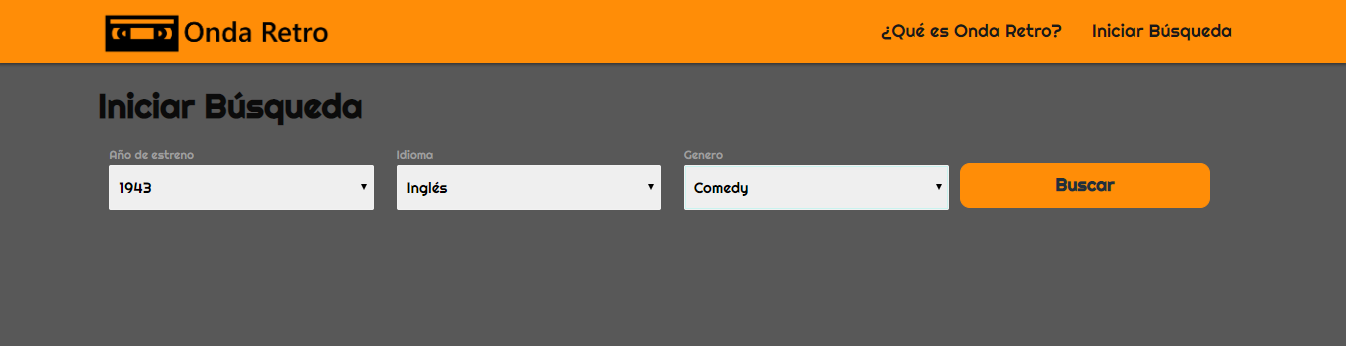 Onda Retro
¿Qué es Onda Retro? Iniciar Búsqueda
Iniciar Búsqueda
Año de estreno Idioma Genero
1943 Inglés Comedy Buscar